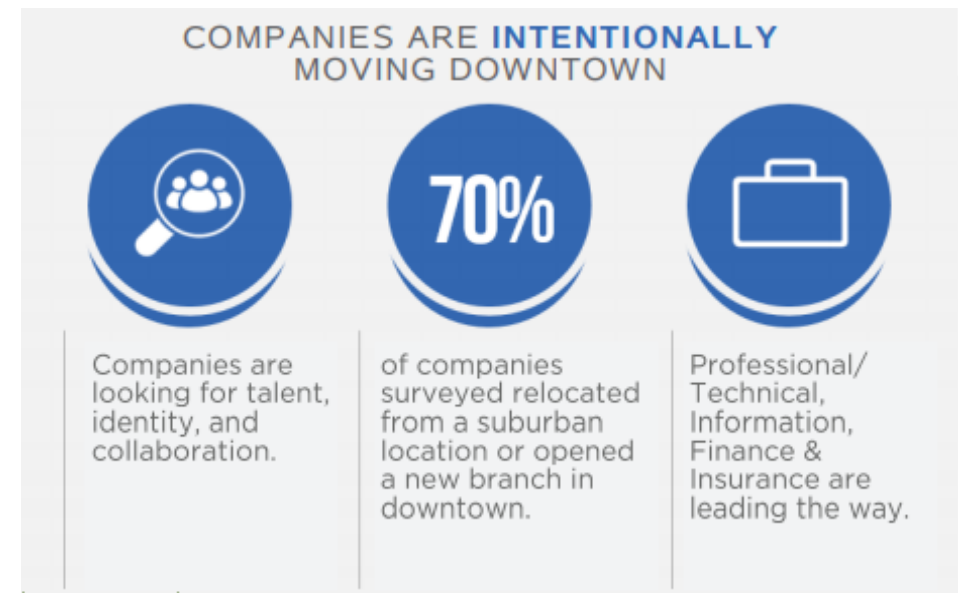 COMPANIES ARE INTENTIONALLY
MOVING DOWNTOWN
Companies are
looking for talent,
identity, and
collaboration.
70%
of companies
surveyed relocated
from a suburban
location or opened
a new branch in
downtown.
Professional/
Technical,
Information,
Finance &
Insurance are
leading the way.